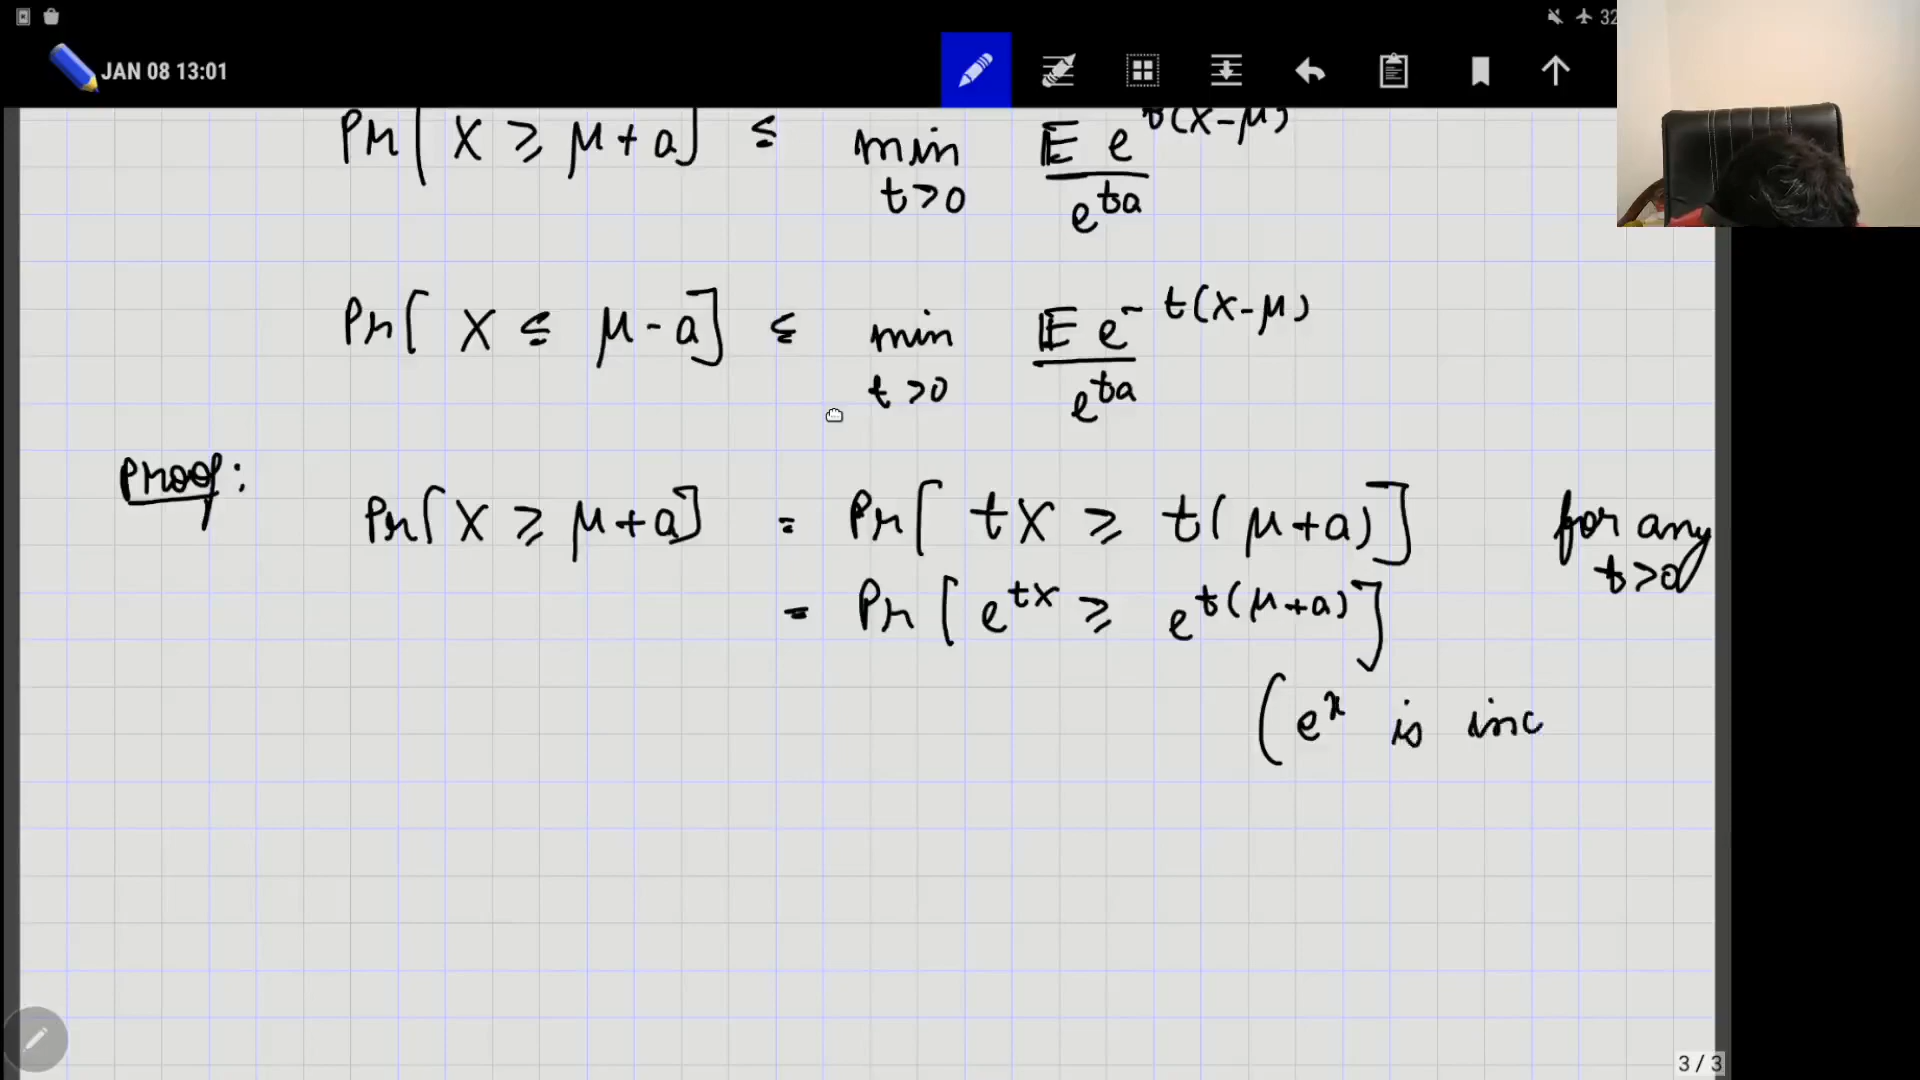 32
JAN 08 13:01
Pr[ X ≥ μ + a] ≤ min t>0 E e^{t(X-μ)} / e^{ta}
Pr[ X ≤ μ - a] ≤ min t>0 E e^{- t(X-μ)} / e^{ta}
Proof:
Pr[ X ≥ μ + a] = Pr[ tX ≥ t( μ + a) ] for any t>0
= Pr [ e^{tX} ≥ e^{t(μ+a)} ]
( e^x is inc
3 / 3